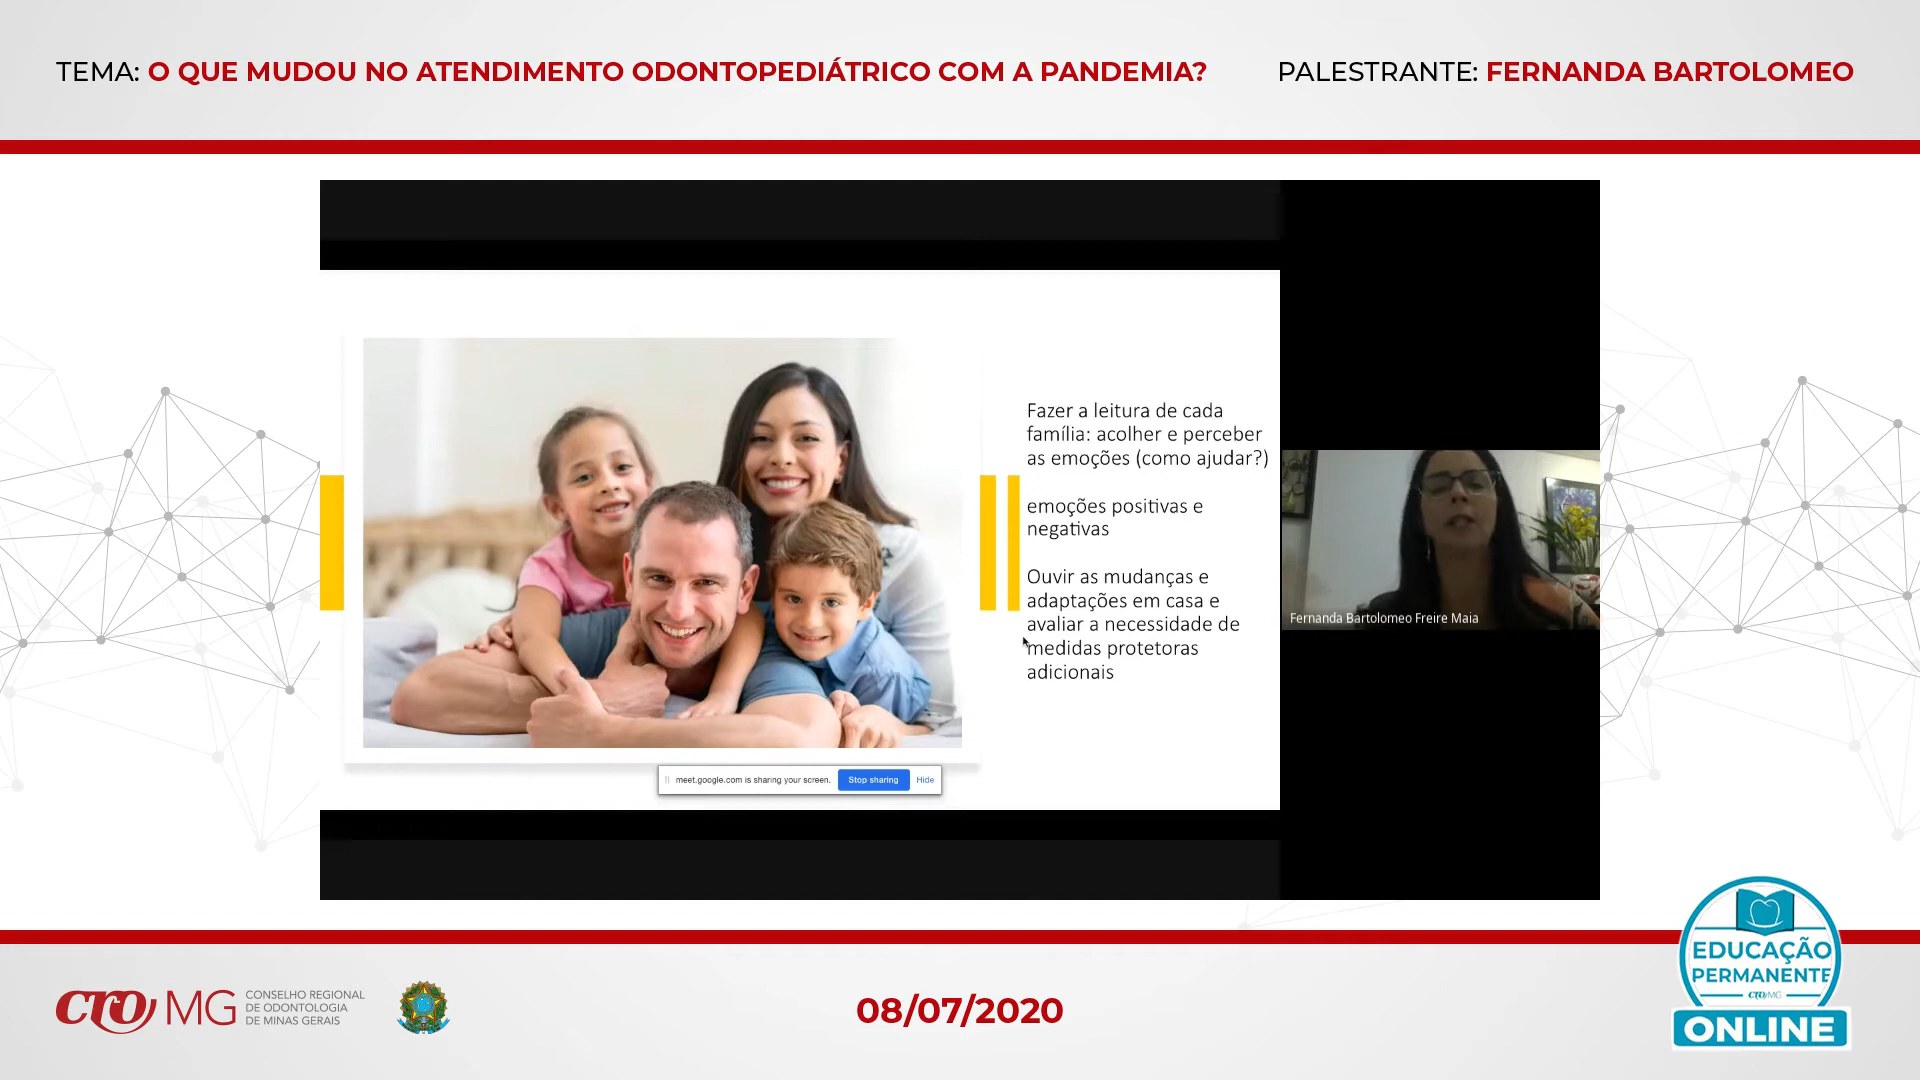 TEMA: O QUE MUDOU NO ATENDIMENTO ODONTOPEDIÁTRICO COM A PANDEMIA?
PALESTRANTE: FERNANDA BARTOLOMEO
Fazer a leitura de cada
família: acolher e perceber
as emoções (como ajudar?)
emoções positivas e
negativas
Ouvir as mudanças e
adaptações em casa e
avaliar a necessidade de
medidas protetoras
adicionais
Fernanda Bartolomeo Freire Maia
meet.google.com is sharing your screen.
Stop sharing
Hide
cro MG
CONSELHO REGIONAL
DE ODONTOLOGIA
DE MINAS GERAIS
08/07/2020
EDUCAÇÃO
PERMANENTE
CROMG
ONLINE